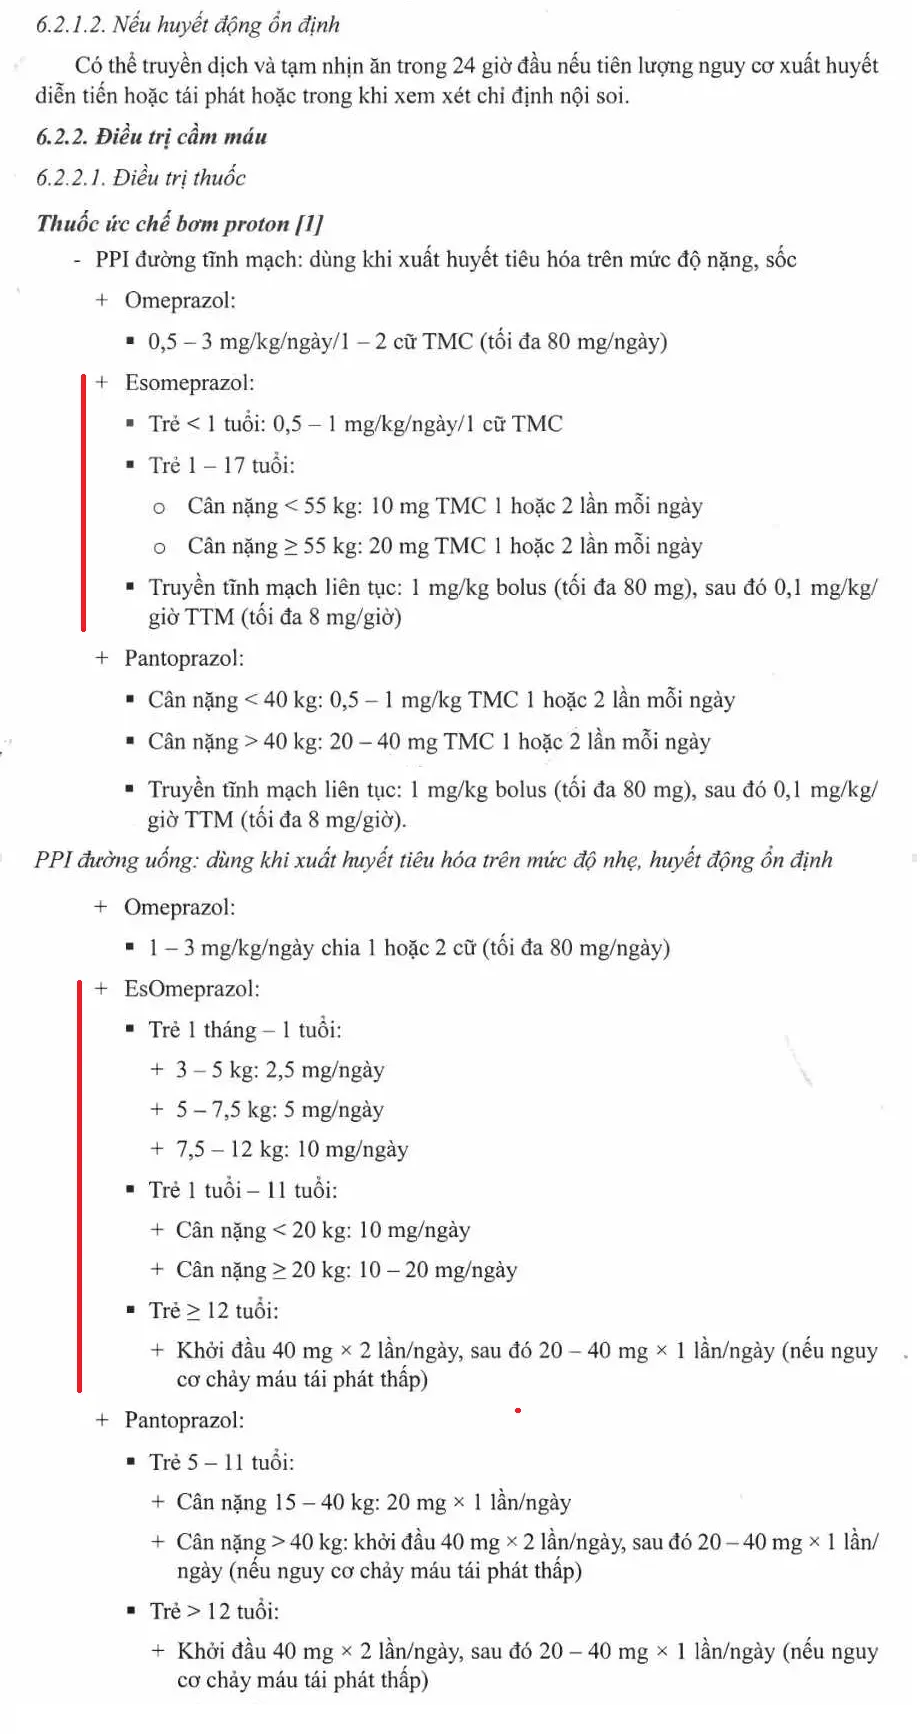 6.2.1.2. Nếu huyết động ổn định
Có thể truyền dịch và tạm nhịn ăn trong 24 giờ đầu nếu tiên lượng nguy cơ xuất huyết
diễn tiến hoặc tái phát hoặc trong khi xem xét chỉ định nội soi.
6.2.2. Điều trị cầm máu
6.2.2.1. Điều trị thuốc
Thuốc ức chế bơm proton [1]
- PPI đường tĩnh mạch: dùng khi xuất huyết tiêu hóa trên mức độ nặng, sốc
+ Omeprazol:
▪ 0,5 – 3 mg/kg/ngày/1 – 2 cữ TMC (tối đa 80 mg/ngày)
+ Esomeprazol:
▪ Trẻ < 1 tuổi: 0,5 – 1 mg/kg/ngày/1 cữ TMC
▪ Trẻ 1 – 17 tuổi:
o Cân nặng < 55 kg: 10 mg TMC 1 hoặc 2 lần mỗi ngày
o Cân nặng ≥ 55 kg: 20 mg TMC 1 hoặc 2 lần mỗi ngày
▪ Truyền tĩnh mạch liên tục: 1 mg/kg bolus (tối đa 80 mg), sau đó 0,1 mg/kg/
giờ TTM (tối đa 8 mg/giờ)
+ Pantoprazol:
▪ Cân nặng < 40 kg: 0,5 – 1 mg/kg TMC 1 hoặc 2 lần mỗi ngày
▪ Cân nặng > 40 kg: 20 – 40 mg TMC 1 hoặc 2 lần mỗi ngày
▪ Truyền tĩnh mạch liên tục: 1 mg/kg bolus (tối đa 80 mg), sau đó 0,1 mg/kg/
giờ TTM (tối đa 8 mg/giờ).
PPI đường uống: dùng khi xuất huyết tiêu hóa trên mức độ nhẹ, huyết động ổn định
+ Omeprazol:
▪ 1 – 3 mg/kg/ngày chia 1 hoặc 2 cữ (tối đa 80 mg/ngày)
+ EsOmeprazol:
▪ Trẻ 1 tháng – 1 tuổi:
+ 3 – 5 kg: 2,5 mg/ngày
+ 5 – 7,5 kg: 5 mg/ngày
+ 7,5 – 12 kg: 10 mg/ngày
▪ Trẻ 1 tuổi – 11 tuổi:
+ Cân nặng < 20 kg: 10 mg/ngày
+ Cân nặng ≥ 20 kg: 10 – 20 mg/ngày
▪ Trẻ ≥ 12 tuổi:
+ Khởi đầu 40 mg × 2 lần/ngày, sau đó 20 – 40 mg × 1 lần/ngày (nếu nguy
cơ chảy máu tái phát thấp)
+ Pantoprazol:
▪ Trẻ 5 – 11 tuổi:
+ Cân nặng 15 – 40 kg: 20 mg × 1 lần/ngày
+ Cân nặng > 40 kg: khởi đầu 40 mg × 2 lần/ngày, sau đó 20 – 40 mg × 1 lần/
ngày (nếu nguy cơ chảy máu tái phát thấp)
▪ Trẻ > 12 tuổi:
+ Khởi đầu 40 mg × 2 lần/ngày, sau đó 20 – 40 mg × 1 lần/ngày (nếu nguy
cơ chảy máu tái phát thấp)